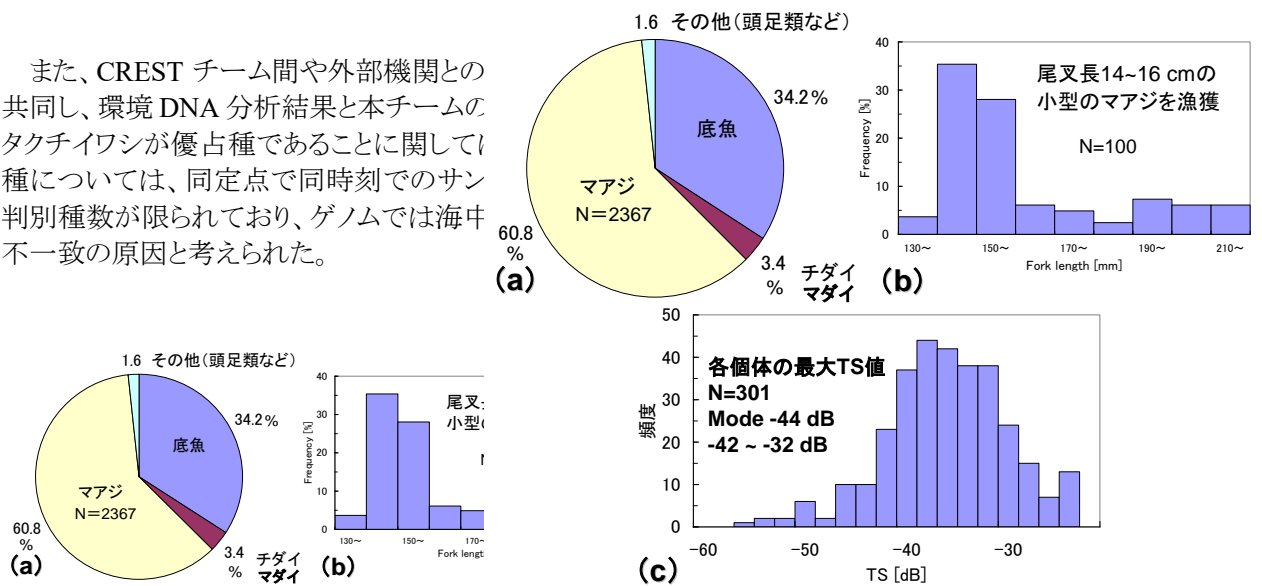 また、CREST チーム間や外部機関との
共同し、環境 DNA 分析結果と本チームの
タクチイワシが優占種であることに関して
種については、同定点で同時刻でのサン
判別種数が限られており、ゲノムでは海中
不一致の原因と考えられた。
1.6 その他(頭足類など)
34.2%
底魚
マアジ
N=2367
60.8
%
3.4
%
チダイ
マダイ
(a)
40
30
20
10
0
Frequency [%]
尾叉長14~16 cmの
小型のマアジを漁獲
N=100
130~ 150~ 170~ 190~ 210~
Fork length [mm]
(b)
1.6 その他(頭足類など)
34.2%
底魚
マアジ
N=2367
60.8
%
3.4
%
チダイ
マダイ
(a)
40
30
20
10
0
Frequency [%]
尾叉
小型
130~ 150~ 170~
Fork lengt
(b)
50
40
30
20
10
0
頻度
各個体の最大TS値
N=301
Mode -44 dB
-42 ~ -32 dB
-60 -50 -40 -30
TS [dB]
(c)